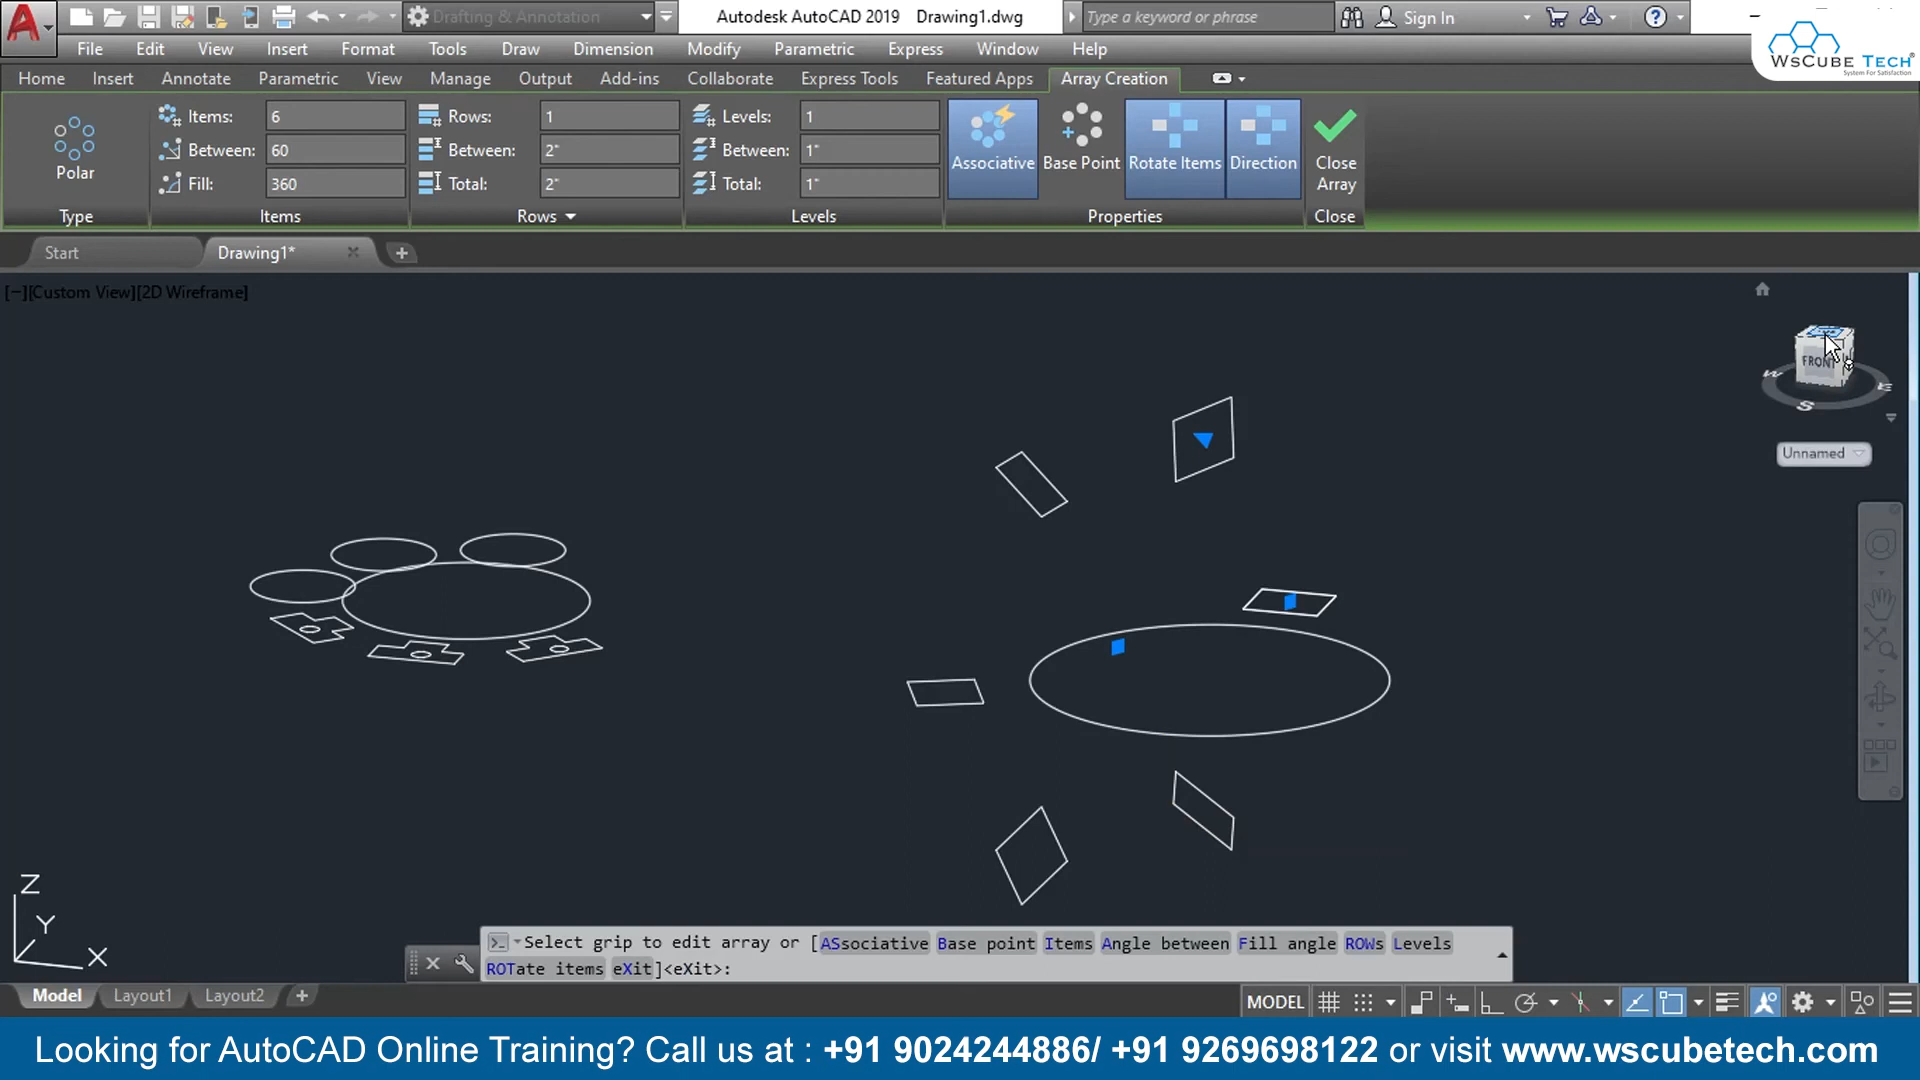 Drafting & Annotation
Autodesk AutoCAD 2019 Drawing1.dwg
Type a keyword or phrase
Sign In
File Edit View Insert Format Tools Draw Dimension Modify Parametric Express Window Help
WsCube Tech
System For Satisfaction
Home Insert Annotate Parametric View Manage Output Add-ins Collaborate Express Tools Featured Apps Array Creation
Items: 6 Rows: 1 Levels: 1
Between: 60 Between: 2" Between: 1"
Fill: 360 Total: 2" Total: 1"
Polar
Associative Base Point Rotate Items Direction
Close Array
Type Items Rows Levels Properties Close
Start Drawing1*
[−][Custom View][2D Wireframe]
FRONT
W
E
S
Unnamed
Z
Y
X
Select grip to edit array or [ASsociative Base point Items Angle between Fill angle ROWs Levels
ROTate items eXit]<eXit>:
Model Layout1 Layout2
MODEL
Looking for AutoCAD Online Training? Call us at : +91 9024244886/ +91 9269698122 or visit www.wscubetech.com